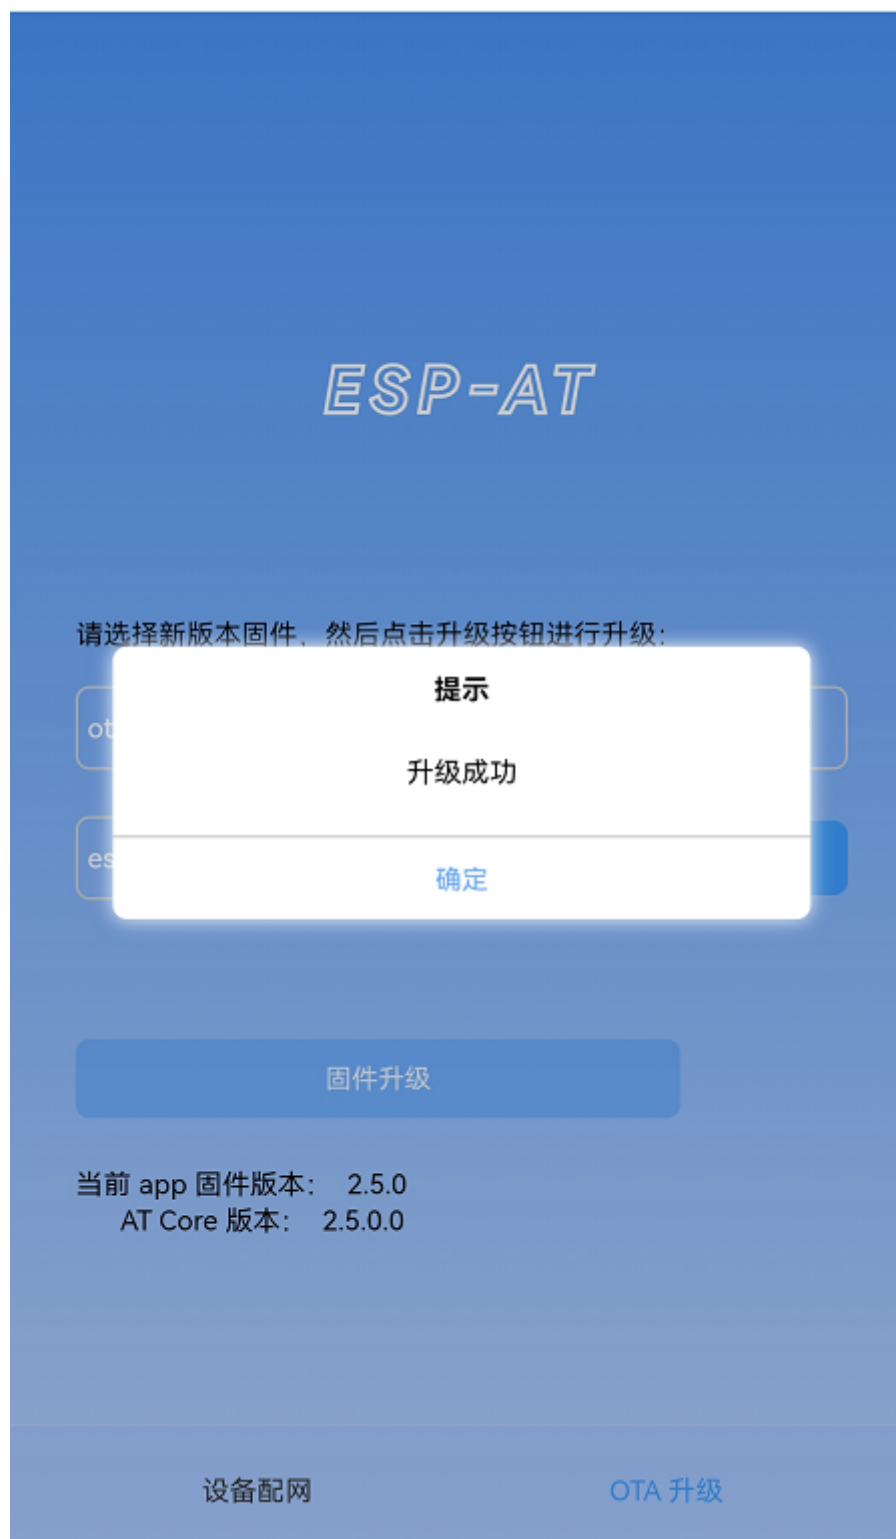 ESP-AT
请选择新版本固件，然后点击升级按钮进行升级：
提示
ot
升级成功
es
确定
固件升级
当前 app 固件版本： 2.5.0
AT Core 版本： 2.5.0.0
设备配网
OTA 升级